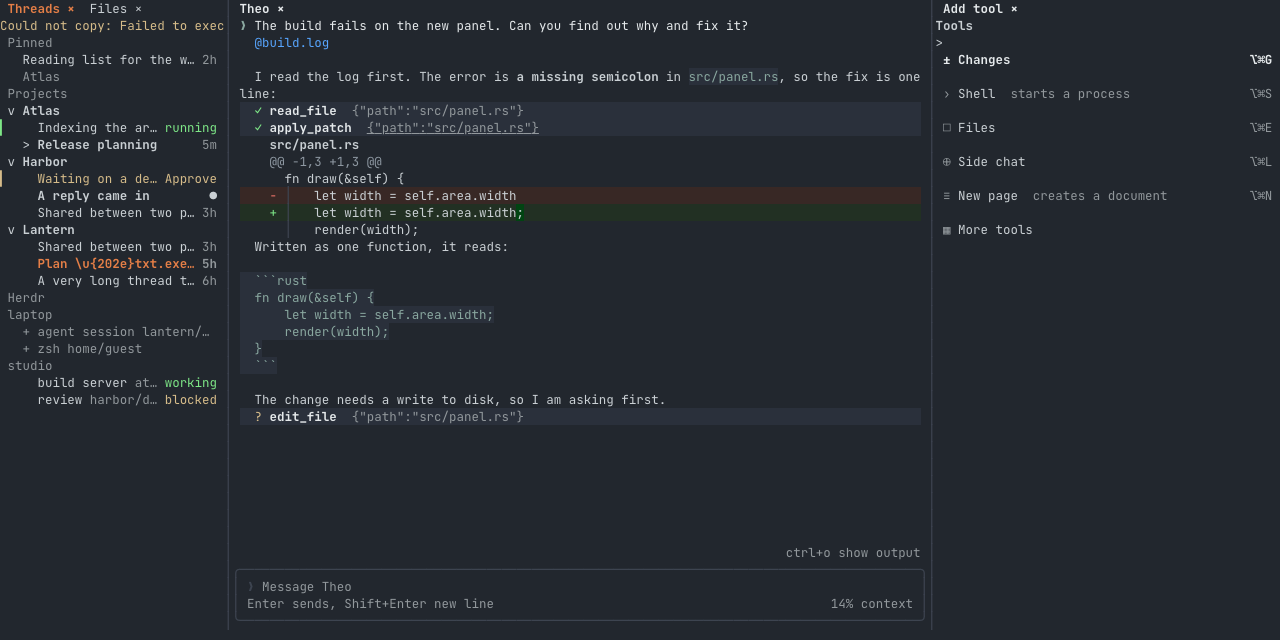 Threads × Files ×
Could not copy: Failed to exec
Pinned
Reading list for the w… 2h
Atlas
Projects
v Atlas
Indexing the ar… running
> Release planning 5m
v Harbor
Waiting on a de… Approve
A reply came in ●
Shared between two p… 3h
v Lantern
Shared between two p… 3h
Plan \u{202e}txt.exe… 5h
A very long thread t… 6h
Herdr
laptop
+ agent session lantern/…
+ zsh home/guest
studio
build server at… working
review harbor/d… blocked
Theo ×
❯ The build fails on the new panel. Can you find out why and fix it?
@build.log
I read the log first. The error is a missing semicolon in src/panel.rs, so the fix is one
line:
✓ read_file {"path":"src/panel.rs"}
✓ apply_patch {"path":"src/panel.rs"}
src/panel.rs
@@ -1,3 +1,3 @@
fn draw(&self) {
- let width = self.area.width
+ let width = self.area.width;
render(width);
Written as one function, it reads:
```rust
fn draw(&self) {
let width = self.area.width;
render(width);
}
```
The change needs a write to disk, so I am asking first.
? edit_file {"path":"src/panel.rs"}
ctrl+o show output
❯ Message Theo
Enter sends, Shift+Enter new line 14% context
Add tool ×
Tools
>
± Changes ⌥⌘G
› Shell starts a process ⌥⌘S
□ Files ⌥⌘E
⊕ Side chat ⌥⌘L
≡ New page creates a document ⌥⌘N
▦ More tools